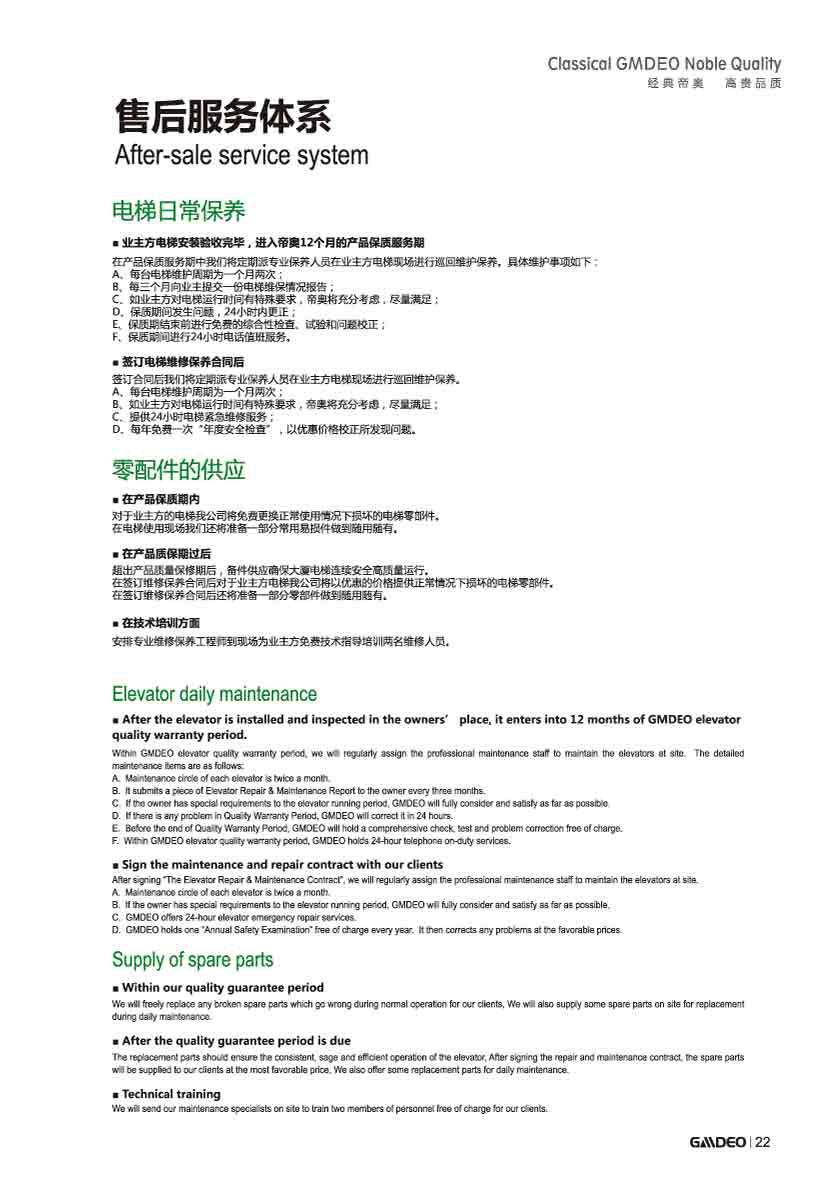 Classical GMDEO Noble Quality
经典帝奥 高贵品质
售后服务体系
After-sale service system
电梯日常保养
■ 业主方电梯安装验收完毕，进入帝奥12个月的产品保质服务期
在产品保质服务期中我们将定期派专业保养人员在业主方电梯现场进行巡回维护保养。具体维护事项如下：
A、每台电梯维护周期为一个月两次；
B、每三个月向业主提交一份电梯维保情况报告；
C、如业主方对电梯运行时间有特殊要求，帝奥将充分考虑，尽量满足；
D、保质期间发生问题，24小时内更正；
E、保质期结束前进行免费的综合性检查、试验和问题校正；
F、保质期间进行24小时电话值班服务。
■ 签订电梯维修保养合同后
签订合同后我们将定期派专业保养人员在业主方电梯现场进行巡回维护保养。
A、每台电梯维护周期为一个月两次；
B、如业主方对电梯运行时间有特殊要求，帝奥将充分考虑，尽量满足；
C、提供24小时电梯紧急维修服务；
D、每年免费一次“年度安全检查”，以优惠价格校正所发现问题。
零配件的供应
■ 在产品保质期内
对于业主方的电梯我公司将免费更换正常使用情况下损坏的电梯零部件。
在电梯使用现场我们还将准备一部分常用易损件做到随用随有。
■ 在产品质保期过后
超出产品质量保修期后，备件供应确保大厦电梯连续安全高质量运行。
在签订维修保养合同后对于业主方电梯我公司将以优惠的价格提供正常情况下损坏的电梯零部件。
在签订维修保养合同后还将准备一部分零部件做到随用随有。
■ 在技术培训方面
安排专业维修保养工程师到现场为业主方免费技术指导培训两名维修人员。
Elevator daily maintenance
■ After the elevator is installed and inspected in the owners’ place, it enters into 12 months of GMDEO elevator
quality warranty period.
Within GMDEO elevator quality warranty period, we will regularly assign the professional maintenance staff to maintain the elevators at site. The detailed
maintenance items are as follows:
A. Maintenance circle of each elevator is twice a month.
B. It submits a piece of Elevator Repair & Maintenance Report to the owner every three months.
C. If the owner has special requirements to the elevator running period, GMDEO will fully consider and satisfy as far as possible.
D. If there is any problem in Quality Warranty Period, GMDEO will correct it in 24 hours.
E. Before the end of Quality Warranty Period, GMDEO will hold a comprehensive check, test and problem correction free of charge.
F. Within GMDEO elevator quality warranty period, GMDEO holds 24-hour telephone on-duty services.
■ Sign the maintenance and repair contract with our clients
After signing “The Elevator Repair & Maintenance Contract”, we will regularly assign the professional maintenance staff to maintain the elevators at site.
A. Maintenance circle of each elevator is twice a month.
B. If the owner has special requirements to the elevator running period, GMDEO will fully consider and satisfy as far as possible.
C. GMDEO offers 24-hour elevator emergency repair services.
D. GMDEO holds one “Annual Safety Examination” free of charge every year. It then corrects any problems at the favorable prices.
Supply of spare parts
■ Within our quality guarantee period
We will freely replace any broken spare parts which go wrong during normal operation for our clients, We will also supply some spare parts on site for replacement
during daily maintenance.
■ After the quality guarantee period is due
The replacement parts should ensure the consistent, sage and efficient operation of the elevator, After signing the repair and maintenance contract, the spare parts
will be supplied to our clients at the most favorable price, We also offer some replacement parts for daily maintenance.
■ Technical training
We will send our maintenance specialists on site to train two members of personnel free of charge for our clients.
GMDEO | 22